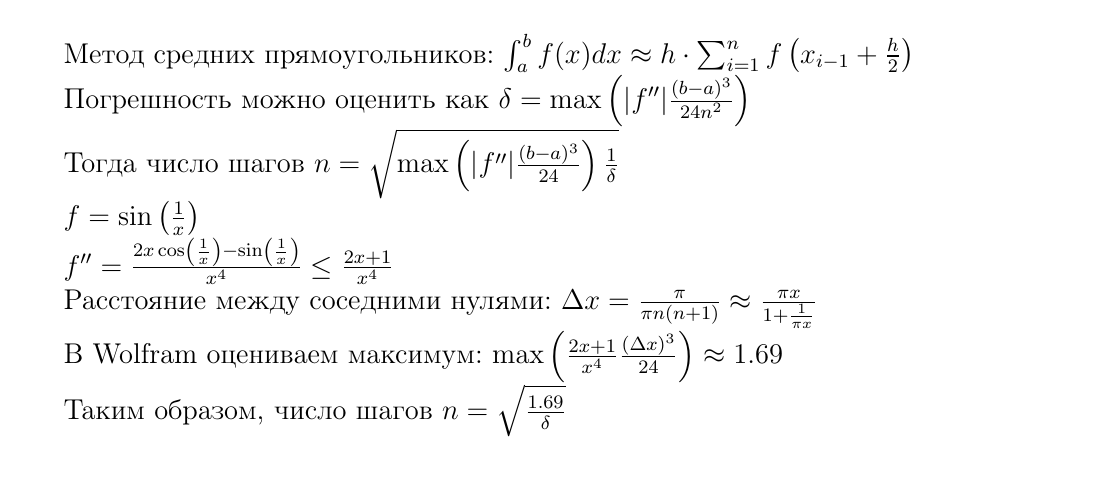 Метод средних прямоугольников: $\int_a^b f(x)dx \approx h \cdot \sum_{i=1}^n f\left(x_{i-1} + \frac{h}{2}\right)$
Погрешность можно оценить как $\delta = \max\left(|f''|\frac{(b-a)^3}{24n^2}\right)$
Тогда число шагов $n = \sqrt{\max\left(|f''|\frac{(b-a)^3}{24}\right)\frac{1}{\delta}}$
$f = \sin\left(\frac{1}{x}\right)$
$f'' = \frac{2x\cos\left(\frac{1}{x}\right)-\sin\left(\frac{1}{x}\right)}{x^4} \leq \frac{2x+1}{x^4}$
Расстояние между соседними нулями: $\Delta x = \frac{\pi}{\pi n(n+1)} \approx \frac{\pi x}{1+\frac{1}{\pi x}}$
В Wolfram оцениваем максимум: $\max\left(\frac{2x+1}{x^4}\frac{(\Delta x)^3}{24}\right) \approx 1.69$
Таким образом, число шагов $n = \sqrt{\frac{1.69}{\delta}}$